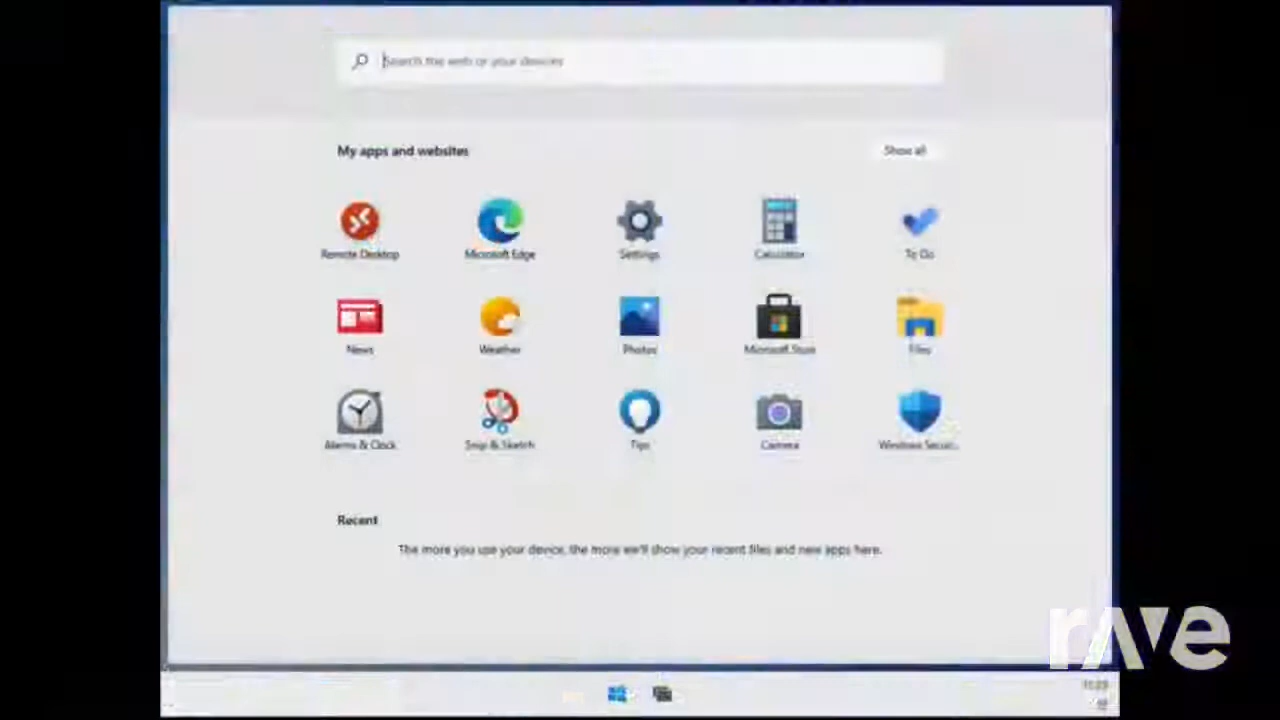 Search the web or your devices
My apps and websites
Show all
Remote Desktop
Microsoft Edge
Settings
Calculator
To Do
News
Weather
Photos
Microsoft Store
Files
Alarms & Clock
Snip & Sketch
Tips
Camera
Windows Securi...
Recent
The more you use your device, the more we'll show your recent files and new apps here.
rave